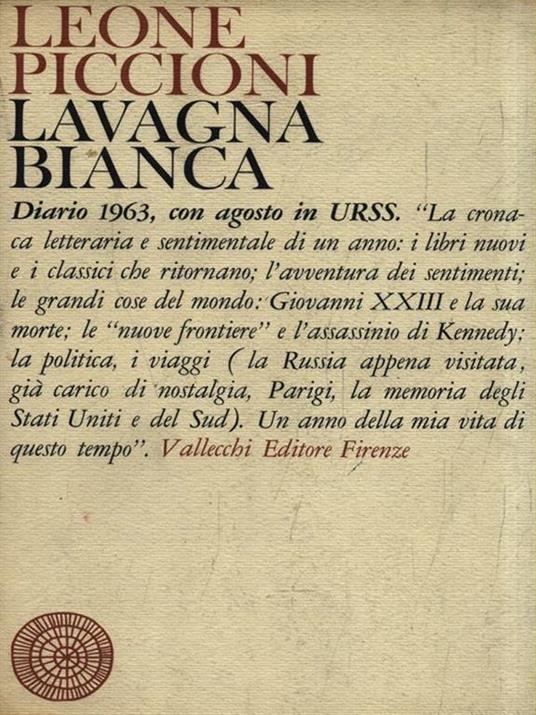 LEONE
PICCIONI
LAVAGNA
BIANCA
Diario 1963, con agosto in URSS. "La crona-
ca letteraria e sentimentale di un anno: i libri nuovi
e i classici che ritornano; l'avventura dei sentimenti;
le grandi cose del mondo: Giovanni XXIII e la sua
morte; le "nuove frontiere" e l'assassinio di Kennedy;
la politica, i viaggi (la Russia appena visitata,
già carico di nostalgia, Parigi, la memoria degli
Stati Uniti e del Sud). Un anno della mia vita di
questo tempo". Vallecchi Editore Firenze